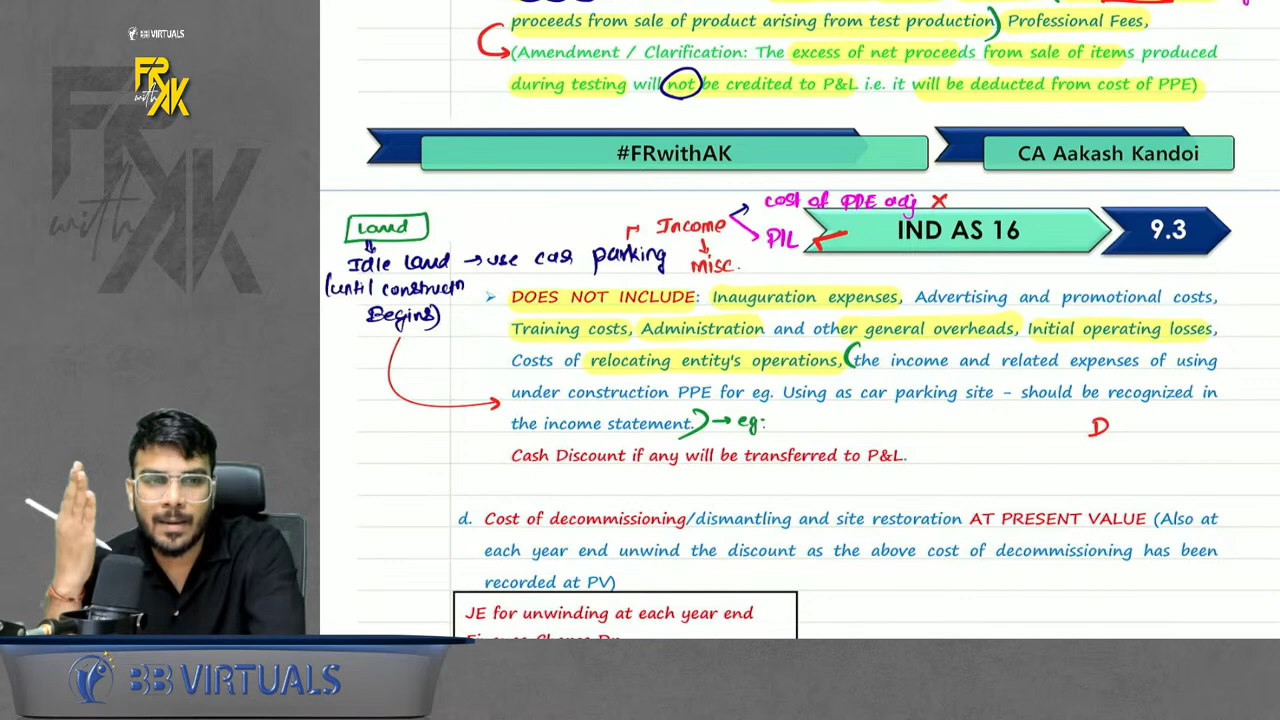 BB VIRTUALS
FR
with
AK
proceeds from sale of product arising from test production) Professional Fees,
(Amendment / Clarification: The excess of net proceeds from sale of items produced
during testing will not be credited to P&L i.e. it will be deducted from cost of PPE)
#FRwithAK
CA Aakash Kandoi
cost of PPE adj ×
Land
Income
P/L
IND AS 16
9.3
Idle land → use car parking
misc.
(until constructn
Begins)
➢ DOES NOT INCLUDE: Inauguration expenses, Advertising and promotional costs,
Training costs, Administration and other general overheads, Initial operating losses,
Costs of relocating entity's operations, (the income and related expenses of using
under construction PPE for eg. Using as car parking site – should be recognized in
the income statement.) → eg:
D
Cash Discount if any will be transferred to P&L.
d. Cost of decommissioning/dismantling and site restoration AT PRESENT VALUE (Also at
each year end unwind the discount as the above cost of decommissioning has been
recorded at PV)
JE for unwinding at each year end
BB VIRTUALS